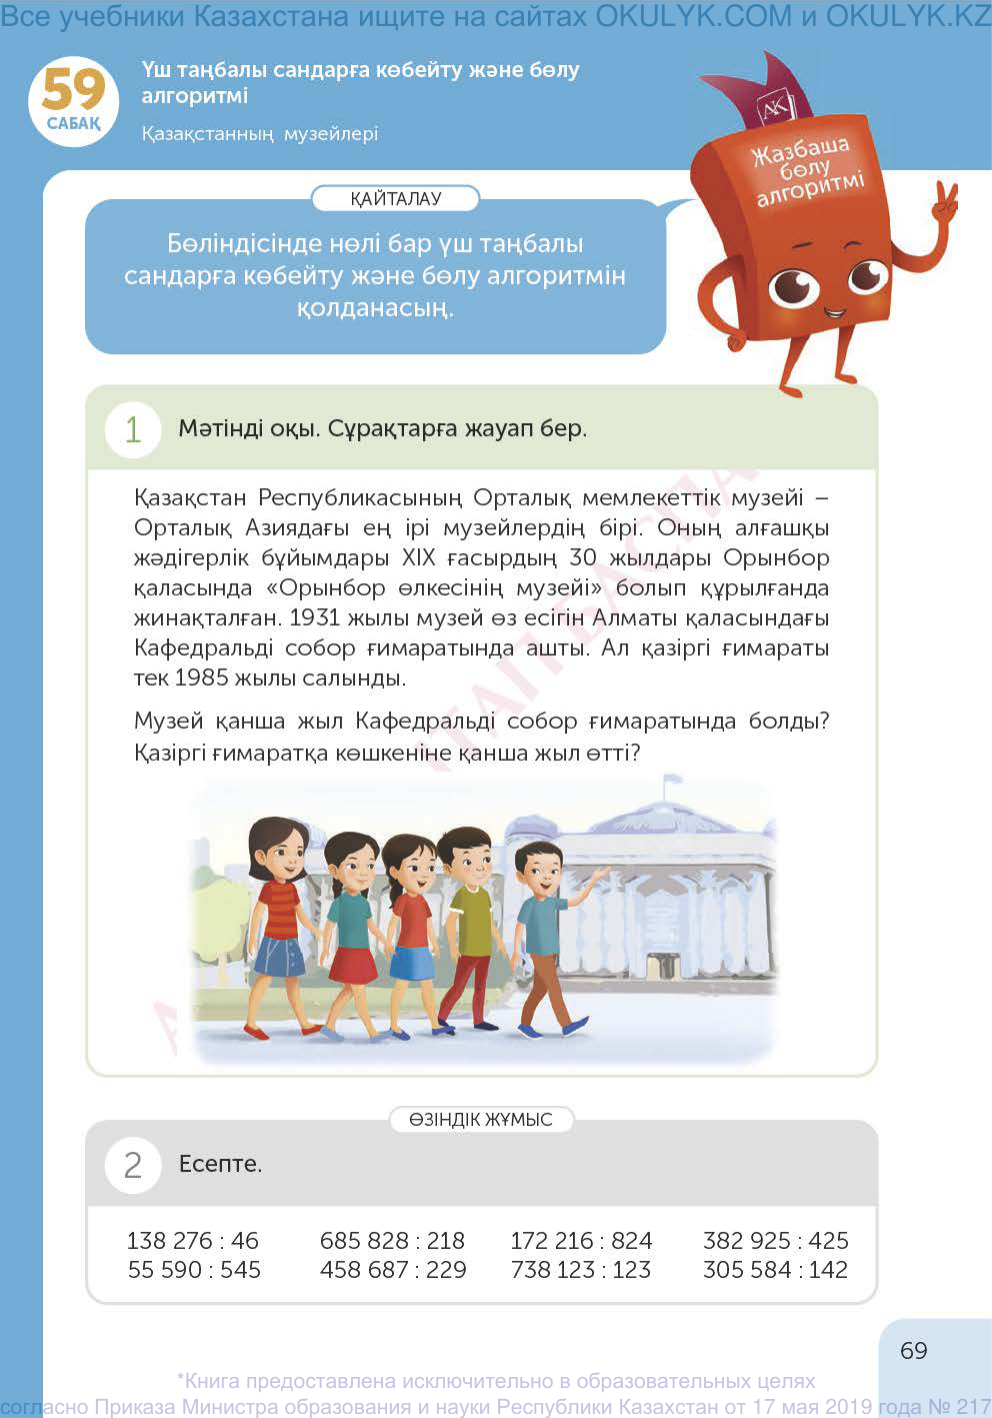 Все учебники Казахстана ищите на сайтах OKULYK.COM и OKULYK.KZ
59
САБАҚ
Үш таңбалы сандарға көбейту және бөлу
алгоритмі
Қазақстанның музейлері
АК
Жазбаша
бөлу
алгоритмі
ҚАЙТАЛАУ
Бөліндісінде нөлі бар үш таңбалы
сандарға көбейту және бөлу алгоритмін
қолданасың.
1 Мәтінді оқы. Сұрақтарға жауап бер.
Қазақстан Республикасының Орталық мемлекеттік музейі –
Орталық Азиядағы ең ірі музейлердің бірі. Оның алғашқы
жәдігерлік бұйымдары XIX ғасырдың 30 жылдары Орынбор
қаласында «Орынбор өлкесінің музейі» болып құрылғанда
жинақталған. 1931 жылы музей өз есігін Алматы қаласындағы
Кафедральді собор ғимаратында ашты. Ал қазіргі ғимараты
тек 1985 жылы салынды.
Музей қанша жыл Кафедральді собор ғимаратында болды?
Қазіргі ғимаратқа көшкеніне қанша жыл өтті?
ӨЗІНДІК ЖҰМЫС
2 Есепте.
138 276 : 46 685 828 : 218 172 216 : 824 382 925 : 425
55 590 : 545 458 687 : 229 738 123 : 123 305 584 : 142
69
*Книга предоставлена исключительно в образовательных целях
согласно Приказа Министра образования и науки Республики Казахстан от 17 мая 2019 года № 217